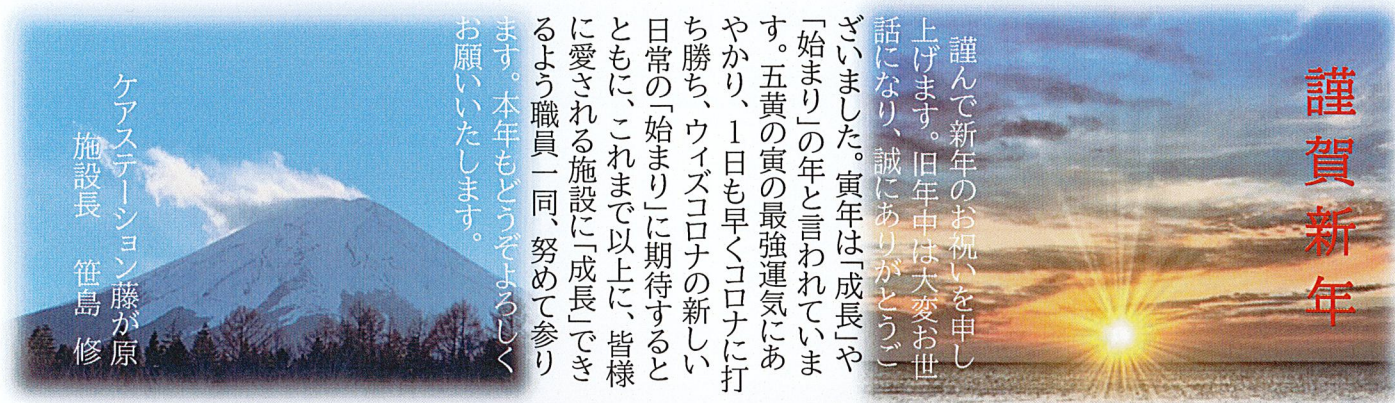 謹賀新年
謹んで新年のお祝いを申し
上げます。旧年中は大変お世
話になり、誠にありがとうご
ざいました。寅年は「成長」や
「始まり」の年と言われていま
す。五黄の寅の最強運気にあ
やかり、1日も早くコロナに打
ち勝ち、ウィズコロナの新しい
日常の「始まり」に期待すると
ともに、これまで以上に、皆様
に愛される施設に「成長」でき
るよう職員一同、努めて参り
ます。本年もどうぞよろしく
お願いいたします。
ケアステーション藤が原
施設長 笹島 修